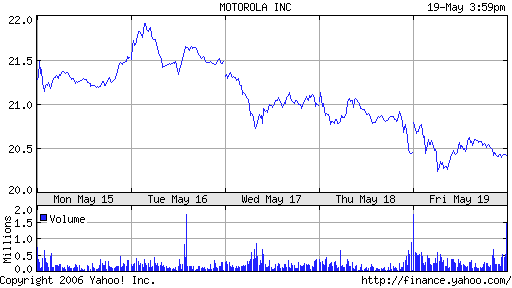 MOTOROLA INC 19-May 3:59pm
22.0
21.5
21.0
20.5
20.0
Mon May 15 Tue May 16 Wed May 17 Thu May 18 Fri May 19
2.0
1.5
1.0
0.5
0.0
Volume
Millions
Copyright 2006 Yahoo! Inc. http://finance.yahoo.com/